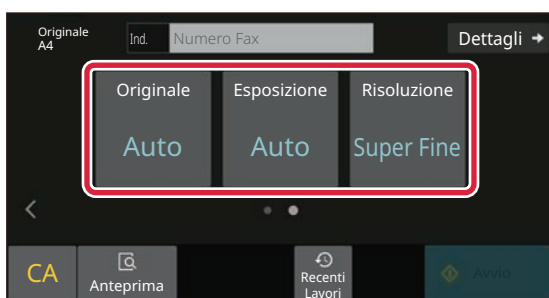 Originale
A4
Ind.
Numero Fax
Dettagli
Originale
Esposizione
Risoluzione
Auto
Auto
Super Fine
CA
Anteprima
Recenti
Lavori
Avvio